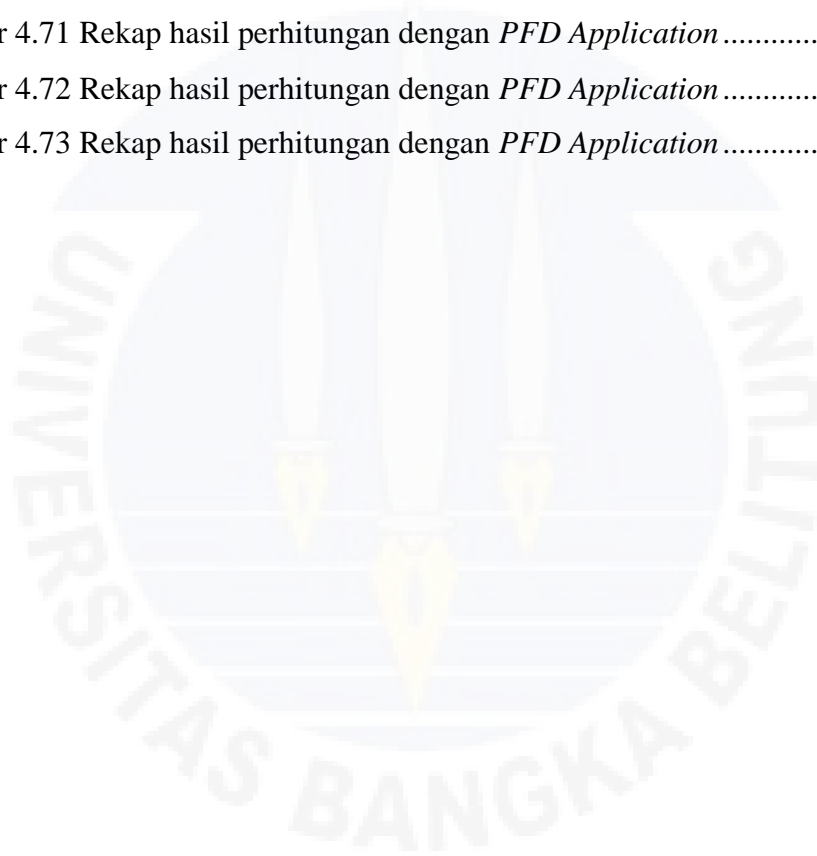 r 4.71 Rekap hasil perhitungan dengan PFD Application............
r 4.72 Rekap hasil perhitungan dengan PFD Application............
r 4.73 Rekap hasil perhitungan dengan PFD Application............
UNIVERSITAS BANGKA BELITUNG